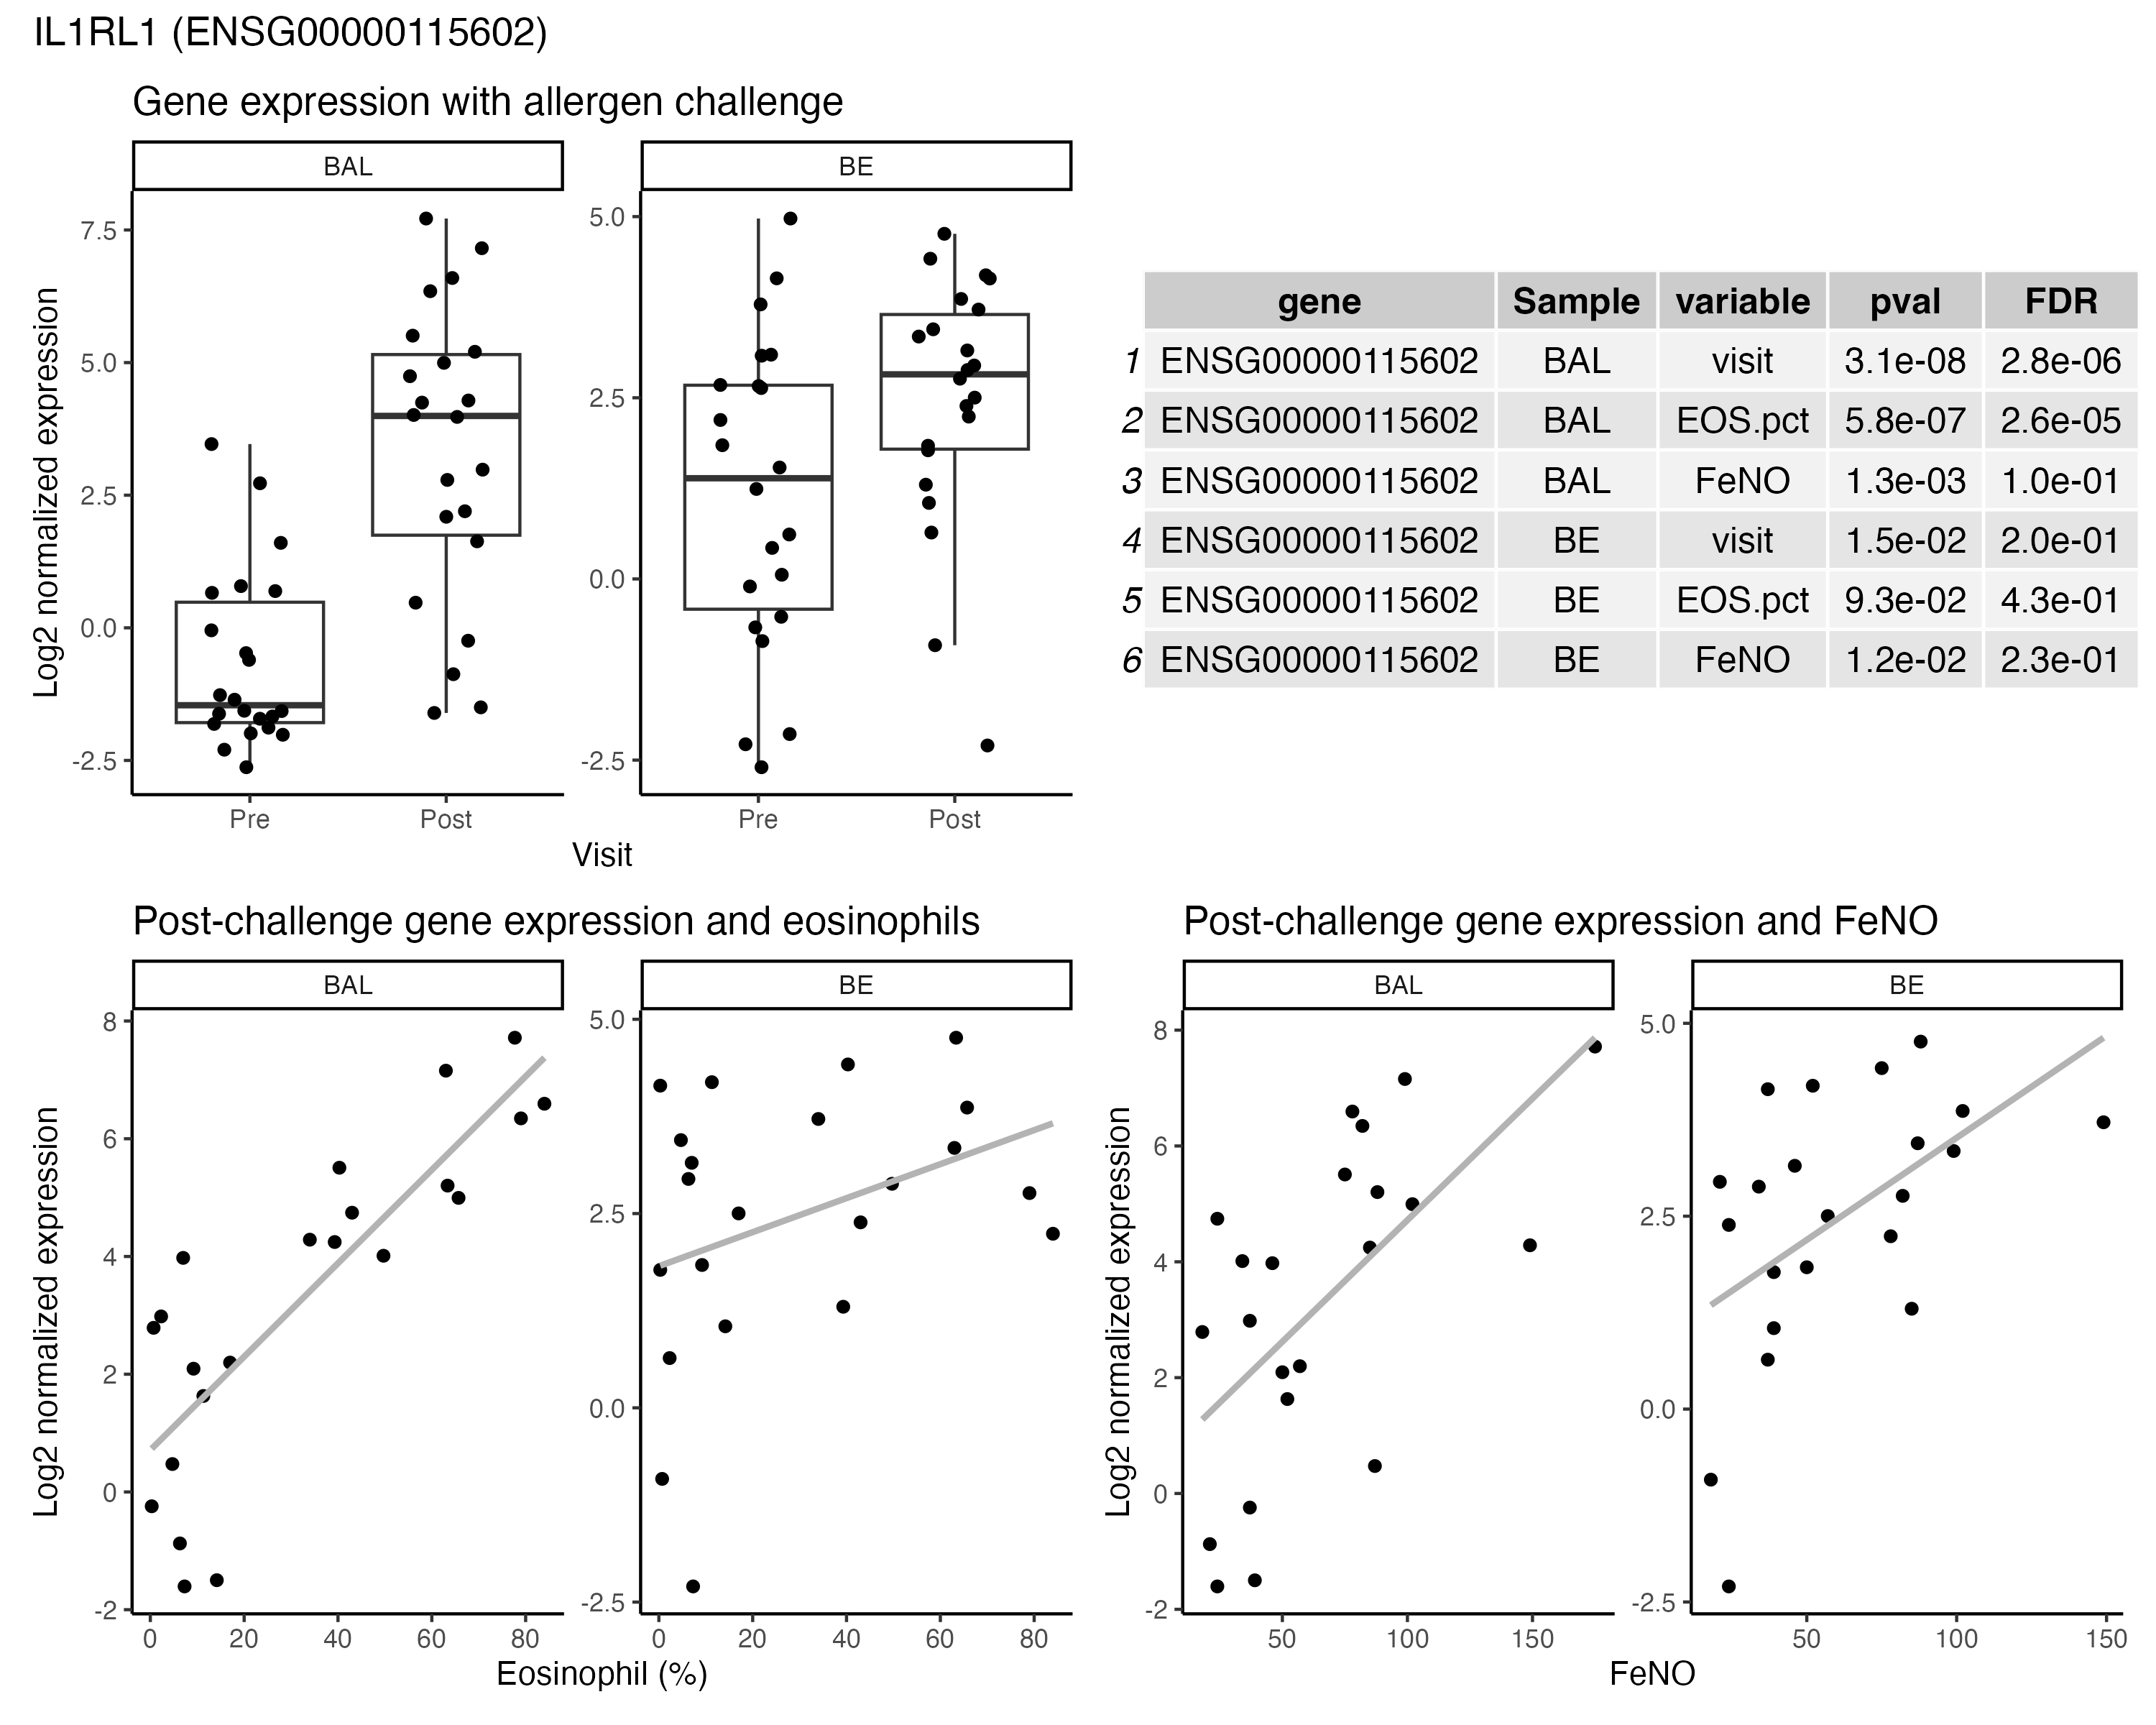 IL1RL1 (ENSG00000115602)
Gene expression with allergen challenge
BAL
BE
Log2 normalized expression
7.5
5.0
2.5
0.0
-2.5
5.0
2.5
0.0
-2.5
Pre
Post
Pre
Post
Visit
gene Sample variable pval FDR
1 ENSG00000115602 BAL visit 3.1e-08 2.8e-06
2 ENSG00000115602 BAL EOS.pct 5.8e-07 2.6e-05
3 ENSG00000115602 BAL FeNO 1.3e-03 1.0e-01
4 ENSG00000115602 BE visit 1.5e-02 2.0e-01
5 ENSG00000115602 BE EOS.pct 9.3e-02 4.3e-01
6 ENSG00000115602 BE FeNO 1.2e-02 2.3e-01
Post-challenge gene expression and eosinophils
BAL
BE
Log2 normalized expression
8
6
4
2
0
-2
5.0
2.5
0.0
-2.5
0 20 40 60 80
0 20 40 60 80
Eosinophil (%)
Post-challenge gene expression and FeNO
BAL
BE
Log2 normalized expression
8
6
4
2
0
-2
5.0
2.5
0.0
-2.5
50 100 150
50 100 150
FeNO